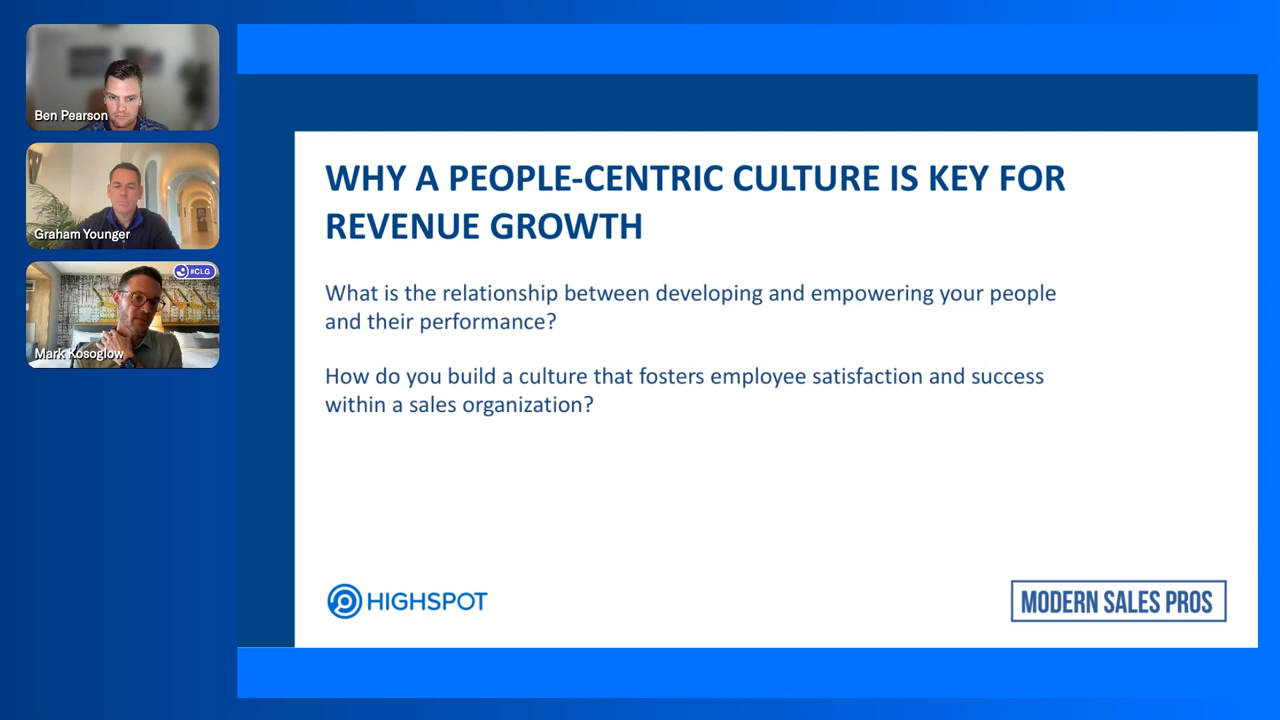 Ben Pearson
Graham Younger
#CLG
Mark Kosoglow
WHY A PEOPLE-CENTRIC CULTURE IS KEY FOR
REVENUE GROWTH
What is the relationship between developing and empowering your people
and their performance?
How do you build a culture that fosters employee satisfaction and success
within a sales organization?
HIGHSPOT
MODERN SALES PROS